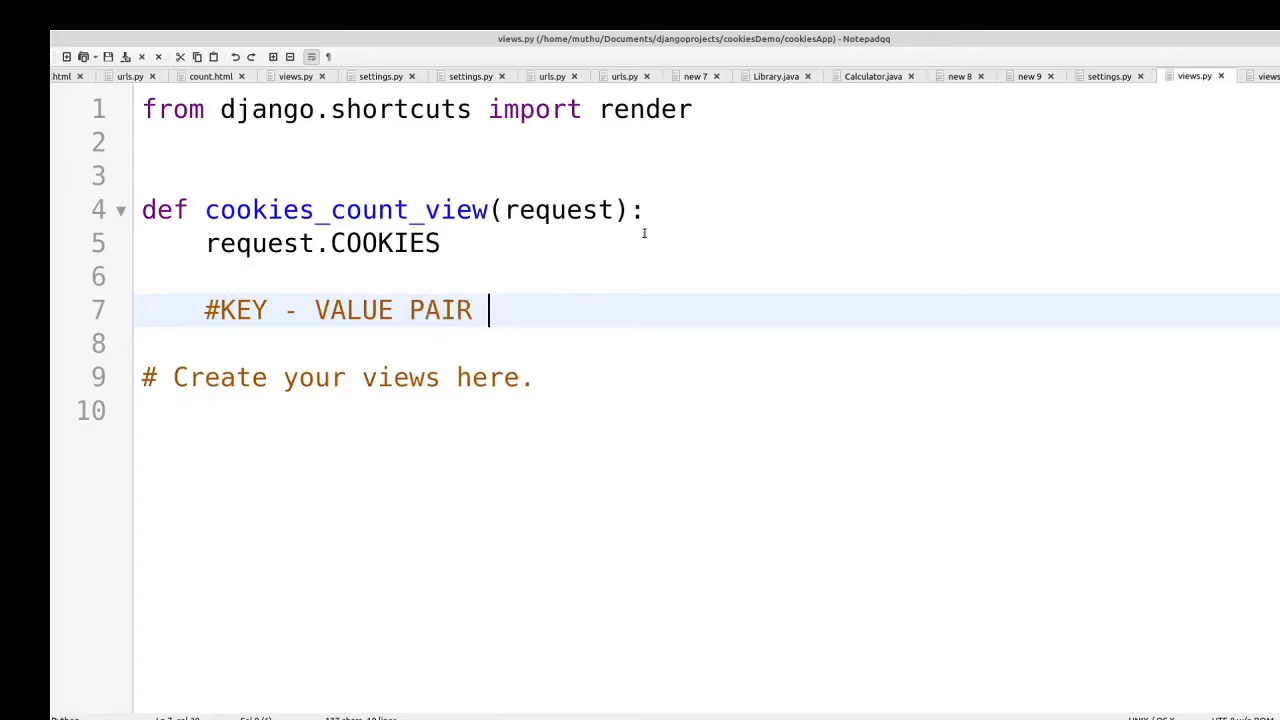 views.py (/home/muthu/Documents/djangoprojects/cookiesDemo/cookiesApp) - Notepadqq
html urls.py count.html views.py settings.py settings.py urls.py urls.py new 7 Library.java Calculator.java new 8 new 9 settings.py views.py views
1 from django.shortcuts import render
2
3
4 def cookies_count_view(request):
5 request.COOKIES
6
7 #KEY - VALUE PAIR
8
9 # Create your views here.
10